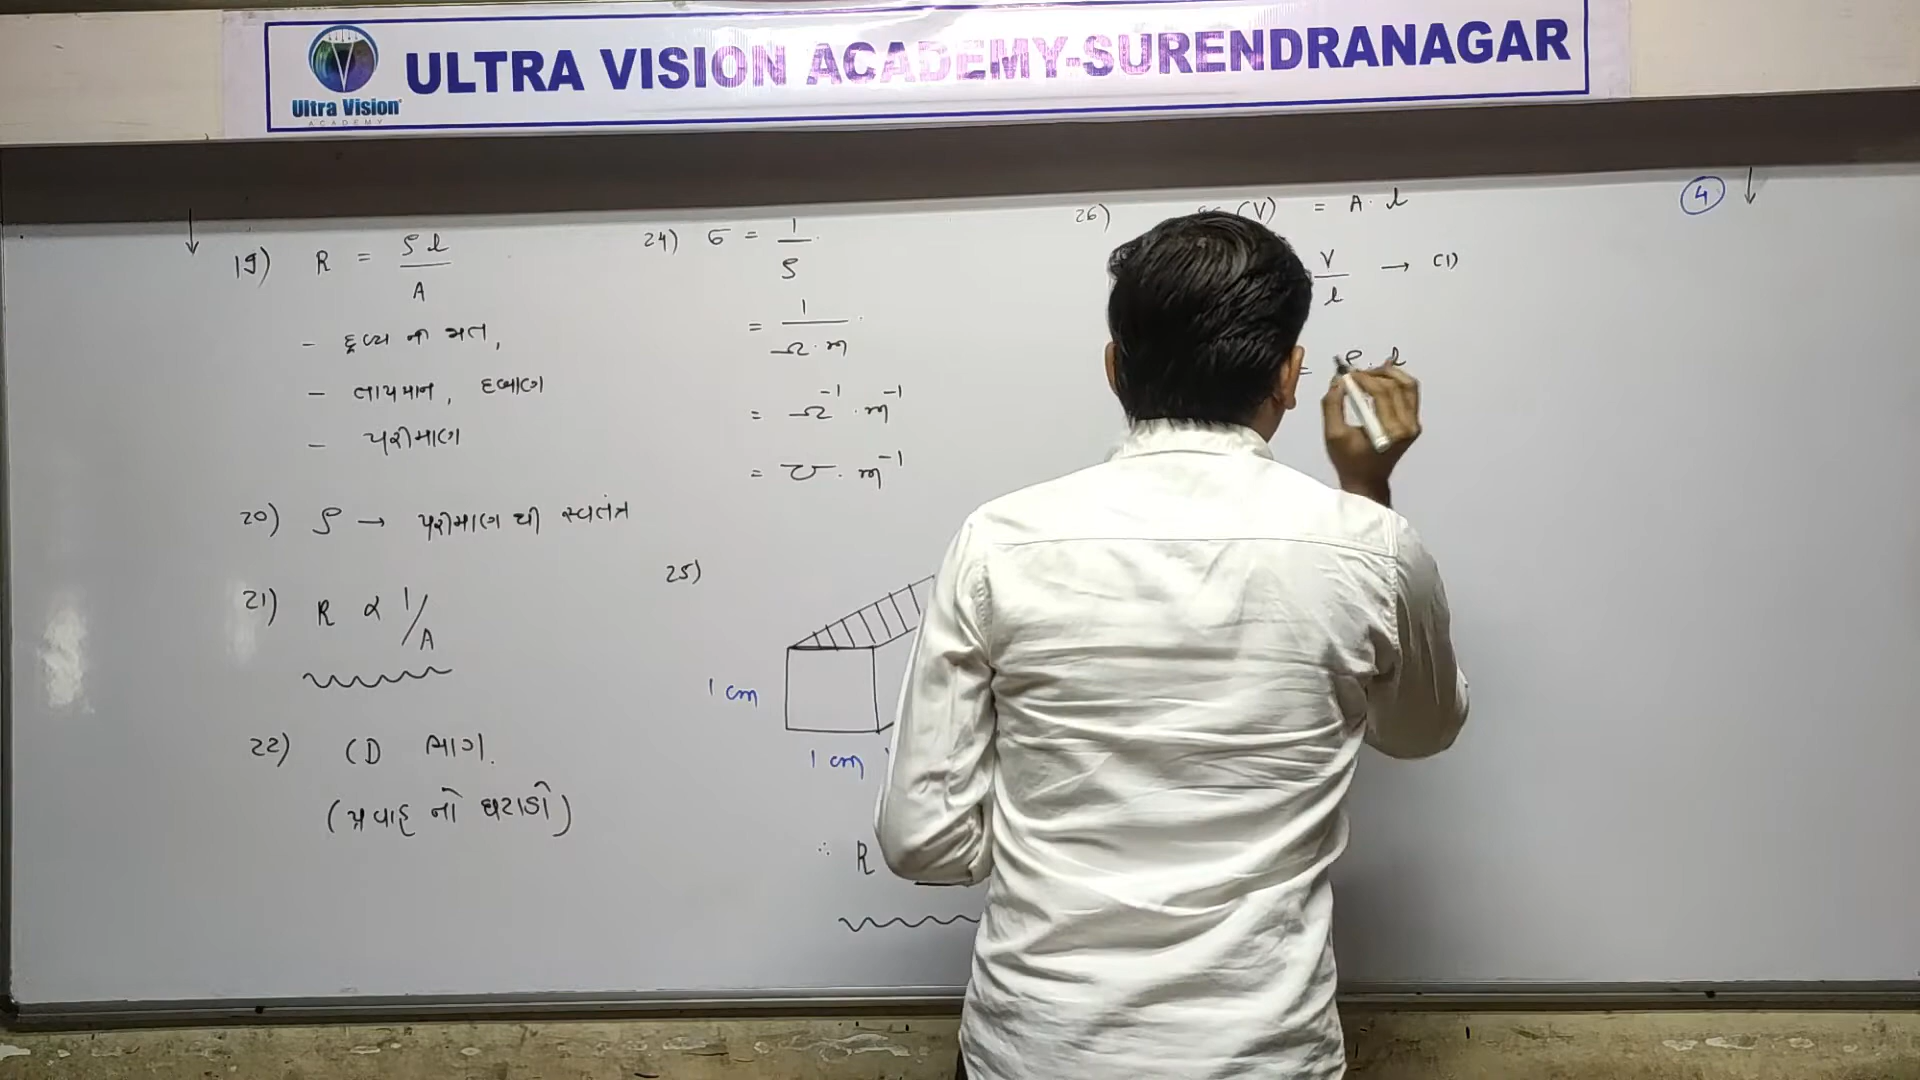 ULTRA VISION ACADEMY-SURENDRANAGAR
Ultra Vision
ACADEMY
19) R = ρl / A
- દ્રવ્ય ની જાત,
- તાપમાન, દબાણ
- પરીમાણ
20) ρ → પરીમાણ થી સ્વતંત્ર
21) R ∝ 1/A
22) CD ભાગ.
(પ્રવાહ નો ઘટાડો)
24) σ = 1/ρ
= 1/Ω·m
= Ω⁻¹·m⁻¹
= ℧·m⁻¹
25)
1 cm
1 cm
∴ R
26) (V) = A·l
V/l → (1)
= ρ·l
4